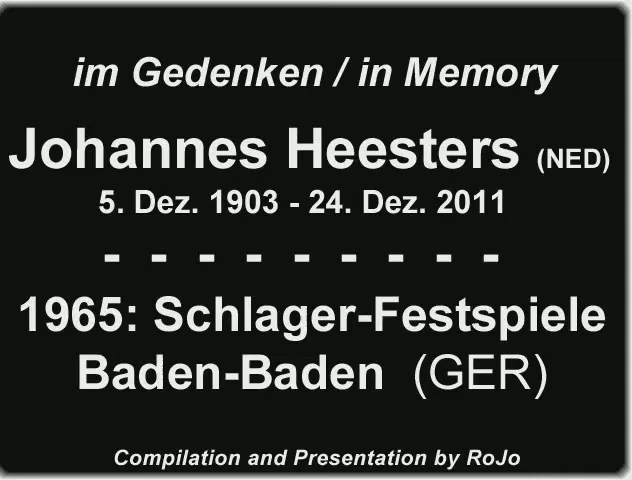 im Gedenken / in Memory
Johannes Heesters (NED)
5. Dez. 1903 - 24. Dez. 2011
- - - - - - - - -
1965: Schlager-Festspiele
Baden-Baden (GER)
Compilation and Presentation by RoJo